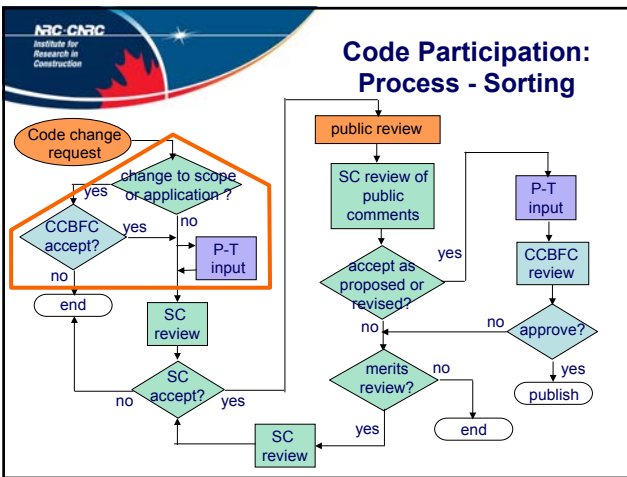 NRC·CNRC
Institute for
Research in
Construction
Code Participation:
Process - Sorting
Code change
request
change to scope
or application ?
yes
no
CCBFC
accept?
yes
no
P-T
input
end
SC
review
SC
accept?
no
yes
public review
SC review of
public
comments
accept as
proposed or
revised?
yes
no
P-T
input
CCBFC
review
approve?
no
yes
publish
merits
review?
no
yes
end
SC
review